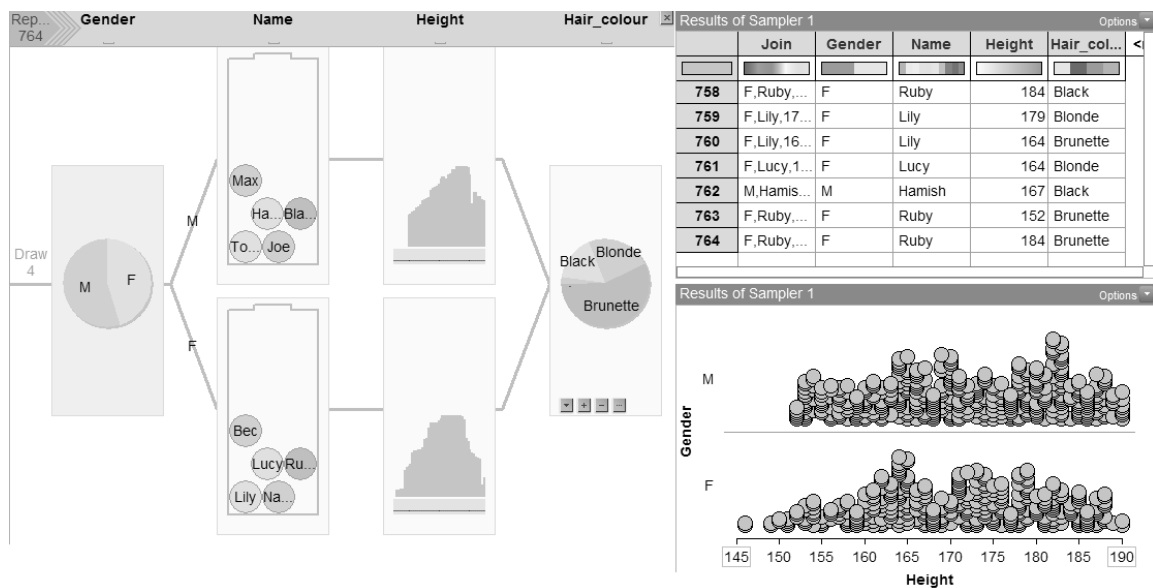 Rep...
764
Gender
Name
Height
Hair_colour
Draw
4
M
F
M
F
Max
Ha...
Bla...
To...
Joe
Bec
Lucy
Ru...
Lily
Na...
Black
Blonde
Brunette
Results of Sampler 1
Options
Join Gender Name Height Hair_col...
758 F,Ruby,... F Ruby 184 Black
759 F,Lily,17... F Lily 179 Blonde
760 F,Lily,16... F Lily 164 Brunette
761 F,Lucy,1... F Lucy 164 Blonde
762 M,Hamis... M Hamish 167 Black
763 F,Ruby,... F Ruby 152 Brunette
764 F,Ruby,... F Ruby 184 Brunette
Results of Sampler 1
Options
Gender
M
F
145 150 155 160 165 170 175 180 185 190
Height